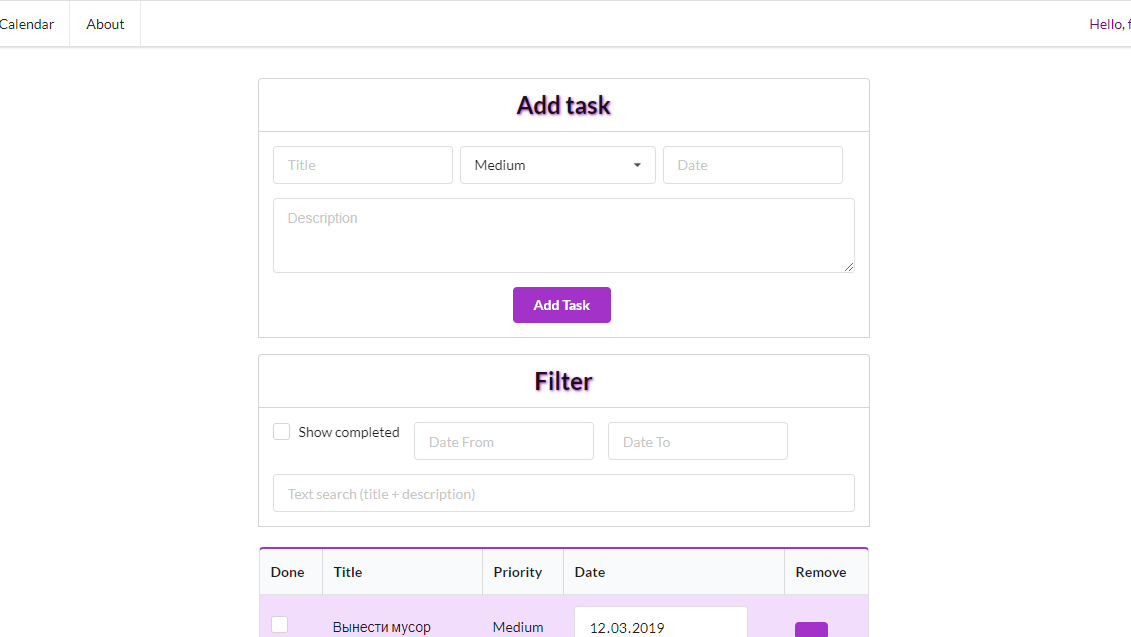 Calendar About Hello,
Add task
Title Medium Date
Description
Add Task
Filter
Show completed Date From Date To
Text search (title + description)
Done Title Priority Date Remove
Вынести мусор Medium 12.03.2019